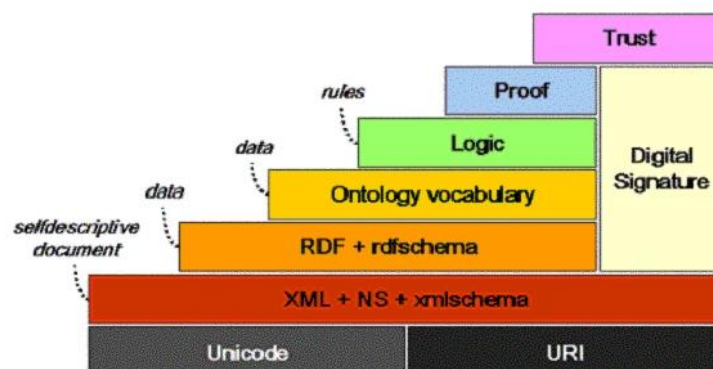 Trust
Proof
rules
Logic
Digital
Signature
data
Ontology vocabulary
data
RDF + rdfschema
selfdescriptive
document
XML + NS + xmlschema
Unicode
URI